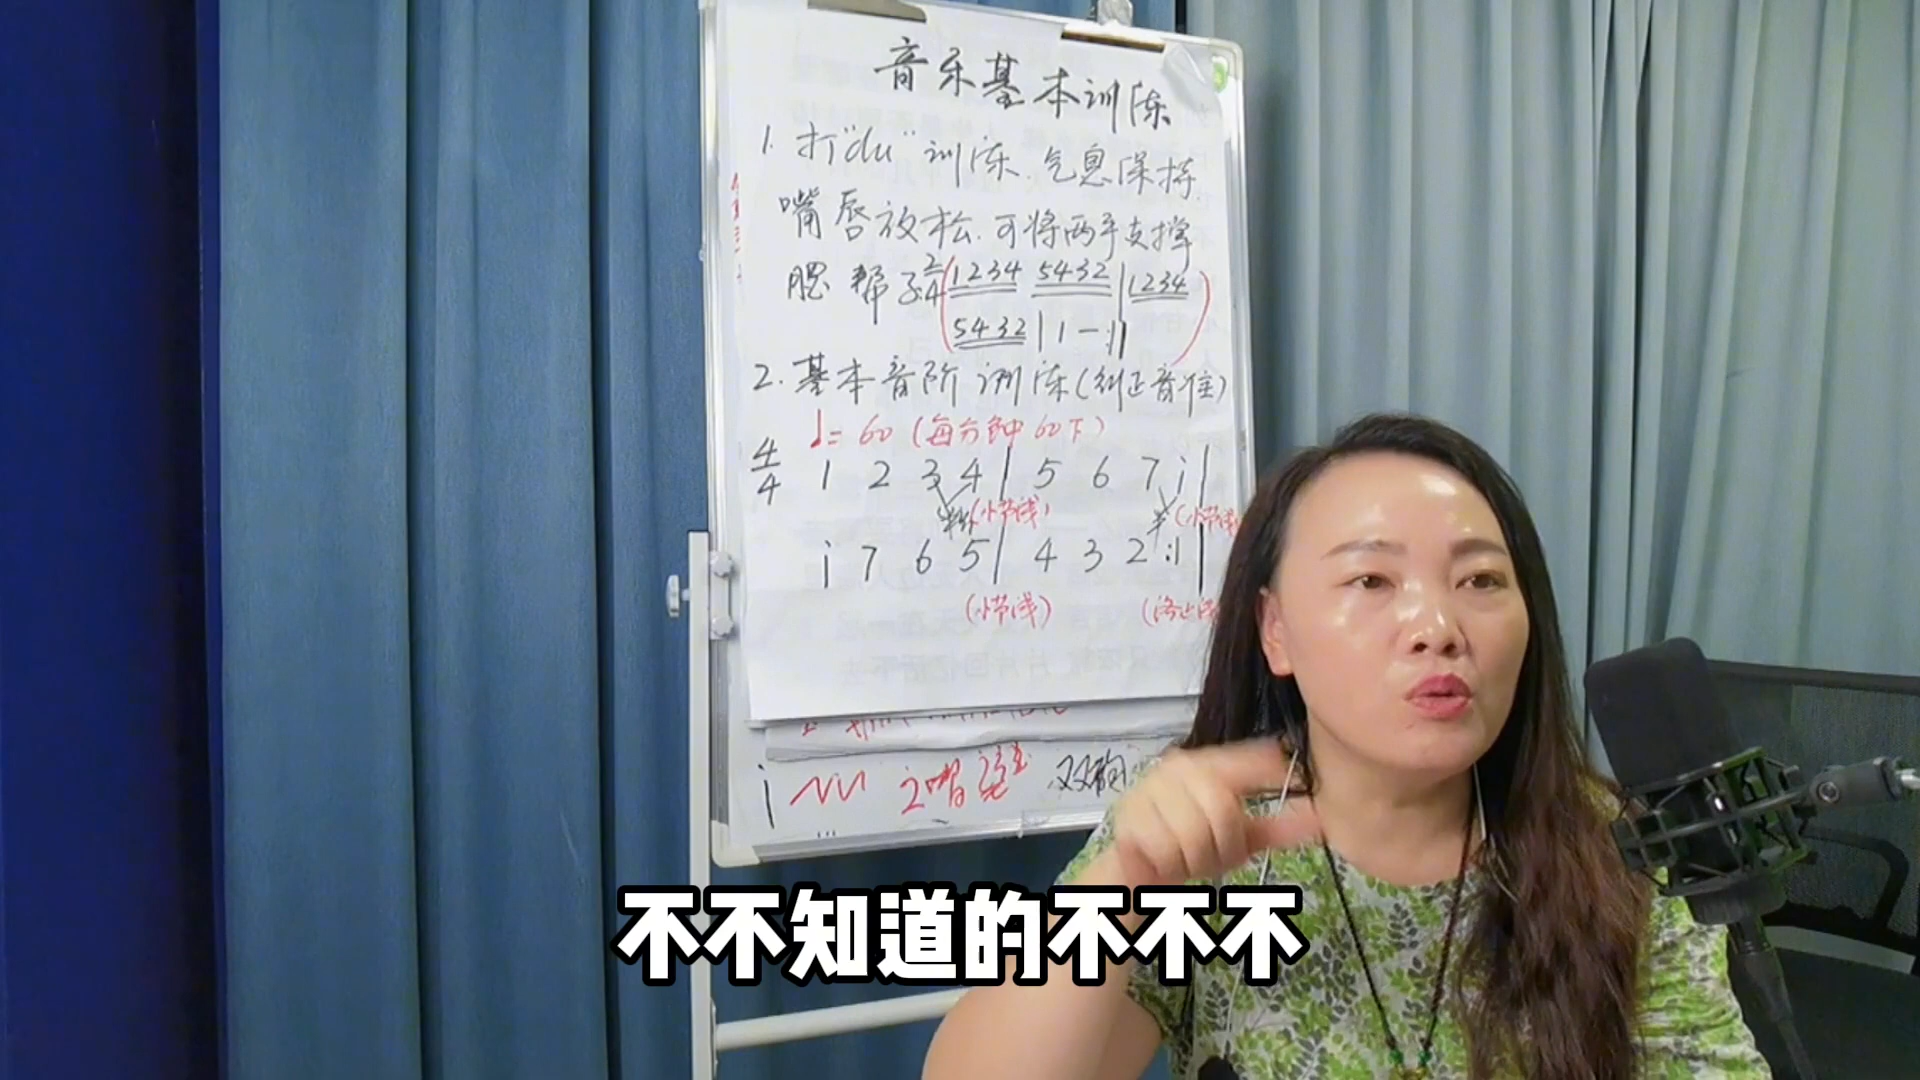 音乐基本训练
1. 打"du"训练.气息保持.
嘴唇放松.可将两手支撑
腮帮子 2/4 (1234 5432 | 1234
5432 | 1 - :||)
2. 基本音阶训练(纠正音准)
♩= 60 (每分钟60下)
4/4 1 2 3 4 | 5 6 7 i |
(小节线) (小节线
i 7 6 5 | 4 3 2 :1 |
(小节线)
i
不不知道的不不不